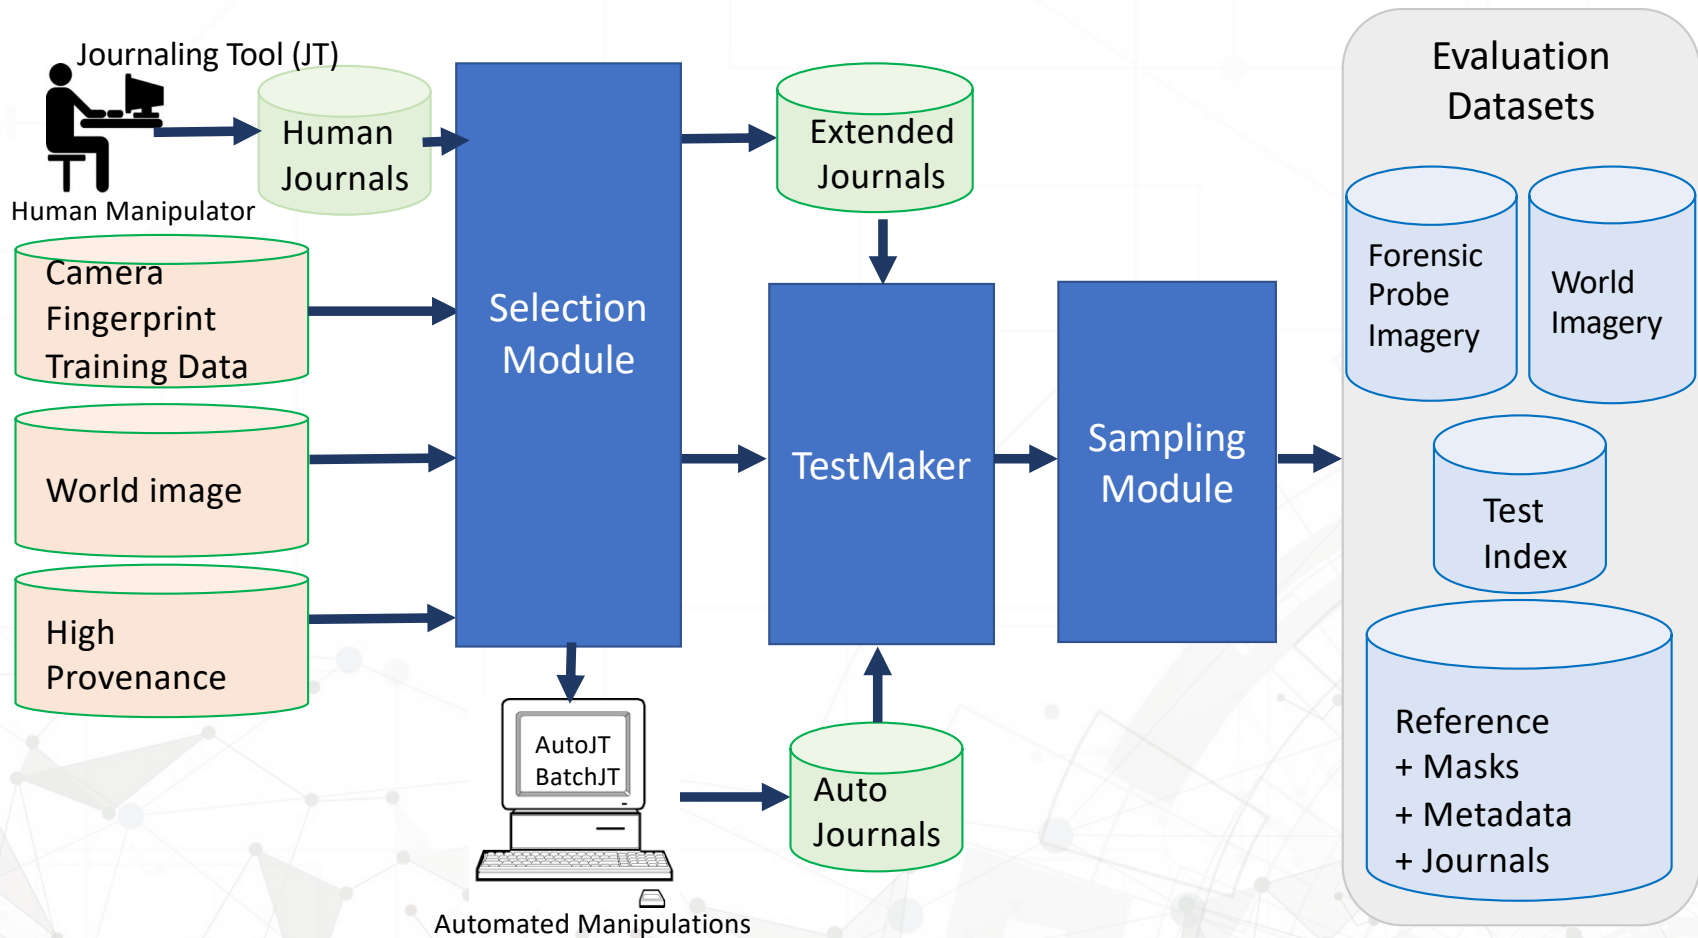 Journaling Tool (JT)
Human
Journals
Human Manipulator
Camera
Fingerprint
Training Data
World image
High
Provenance
Selection
Module
AutoJT
BatchJT
Automated Manipulations
Extended
Journals
TestMaker
Auto
Journals
Sampling
Module
Evaluation
Datasets
Forensic
Probe
Imagery
World
Imagery
Test
Index
Reference
+ Masks
+ Metadata
+ Journals